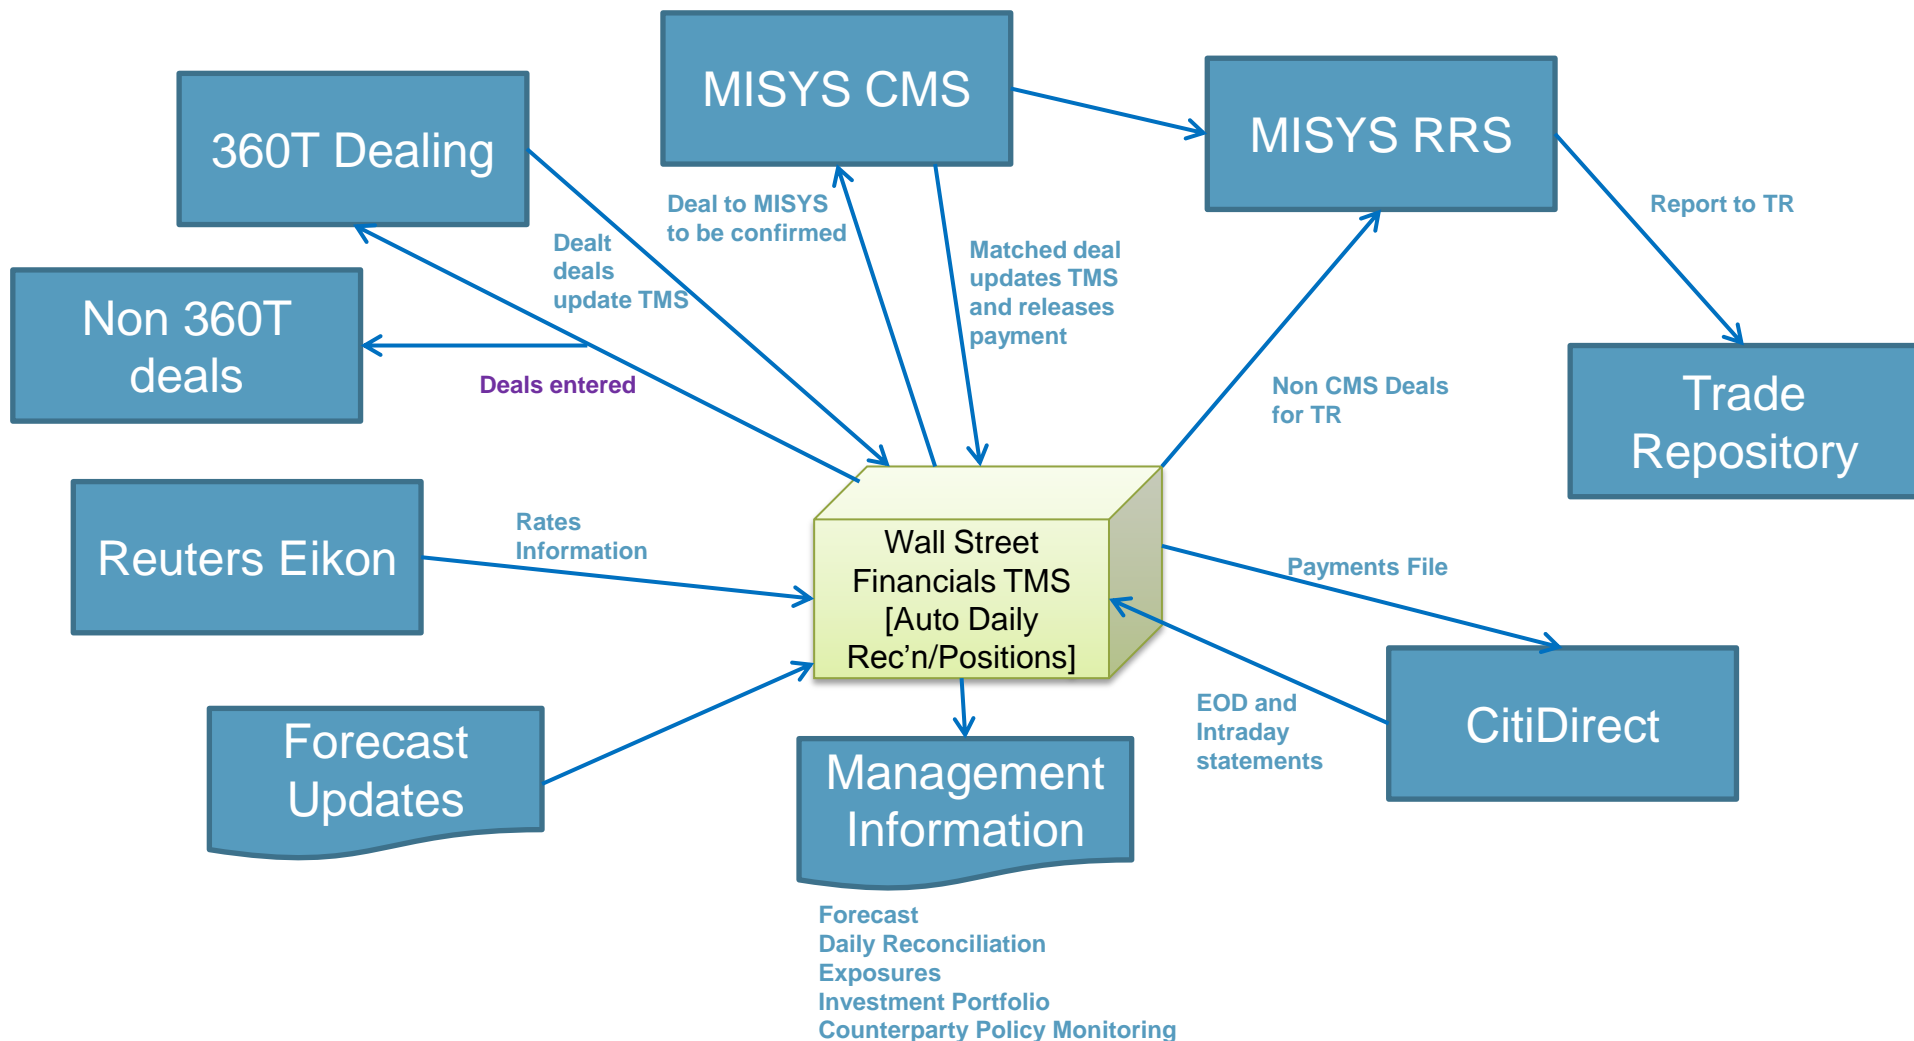 MISYS CMS
360T Dealing
MISYS RRS
Deal to MISYS
to be confirmed
Report to TR
Dealt
deals
update TMS
Matched deal
updates TMS
and releases
payment
Non 360T
deals
Deals entered
Non CMS Deals
for TR
Trade
Repository
Reuters Eikon
Rates
Information
Wall Street
Financials TMS
[Auto Daily
Rec’n/Positions]
Payments File
EOD and
Intraday
statements
CitiDirect
Forecast
Updates
Management
Information
Forecast
Daily Reconciliation
Exposures
Investment Portfolio
Counterparty Policy Monitoring